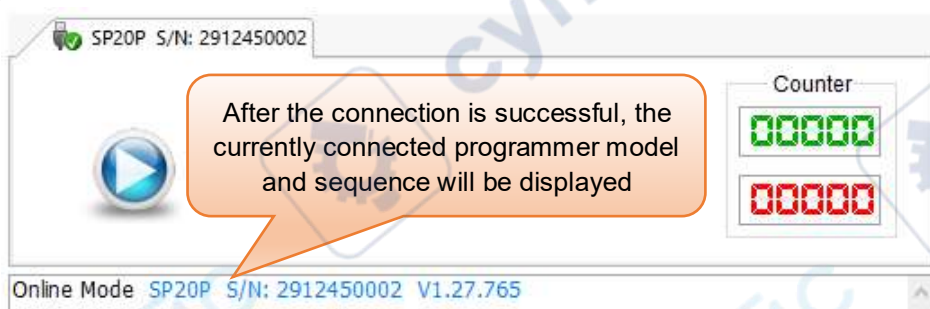 SP20P S/N: 2912450002
After the connection is successful, the
currently connected programmer model
and sequence will be displayed
Counter
00000
00000
Online Mode SP20P S/N: 2912450002 V1.27.765